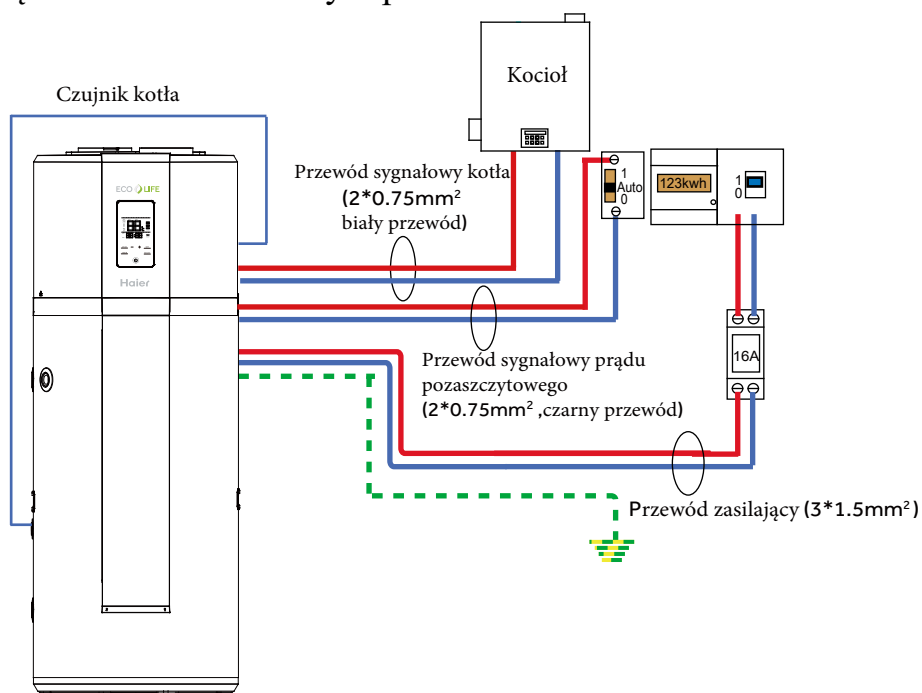 Kocioł
Czujnik kotła
Przewód sygnałowy kotła
(2*0.75mm²
biały przewód)
1
Auto
0
123kwh
1
0
ECO LIFE
Haier
16A
Przewód sygnałowy prądu
pozaszczytowego
(2*0.75mm² ,czarny przewód)
Przewód zasilający (3*1.5mm²)